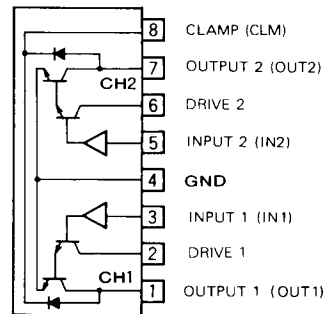 8 CLAMP (CLM)
7 OUTPUT 2 (OUT2)
CH2
6 DRIVE 2
5 INPUT 2 (IN2)
4 GND
3 INPUT 1 (IN1)
2 DRIVE 1
CH1
1 OUTPUT 1 (OUT1)